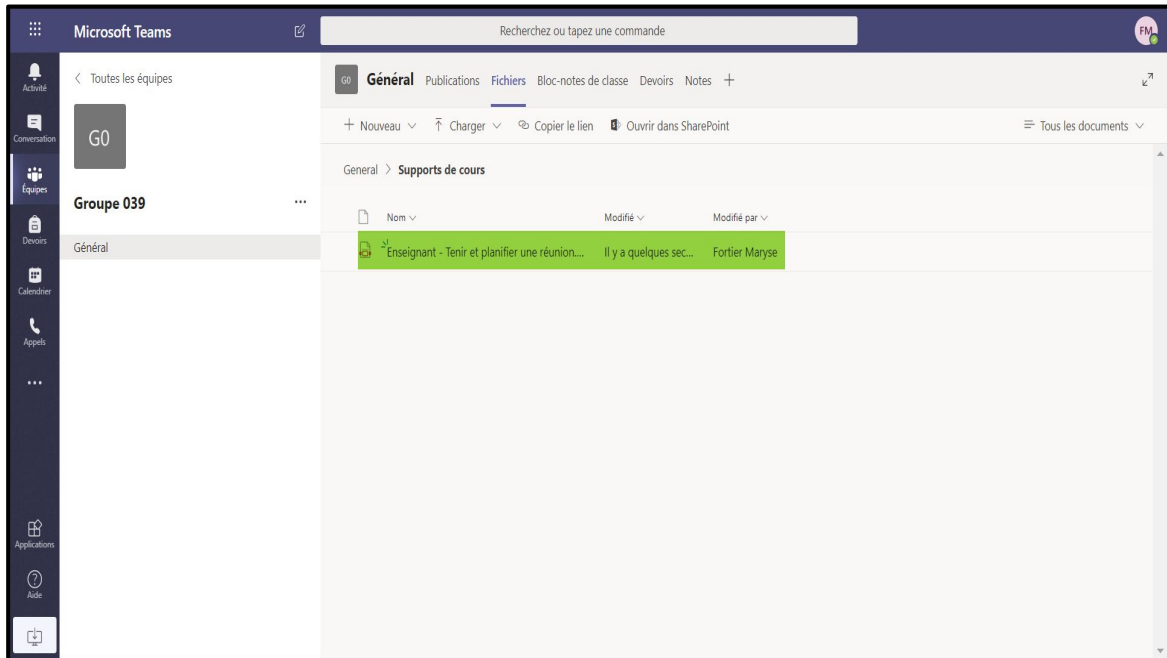 Microsoft Teams
Recherchez ou tapez une commande
FM
Activité
Conversation
Équipes
Devoirs
Calendrier
Appels
Applications
Aide
Toutes les équipes
G0
Groupe 039
Général
G0 Général Publications Fichiers Bloc-notes de classe Devoirs Notes
Nouveau Charger Copier le lien Ouvrir dans SharePoint Tous les documents
General > Supports de cours
Nom Modifié Modifié par
Enseignant - Tenir et planifier une réunion.... Il y a quelques sec... Fortier Maryse